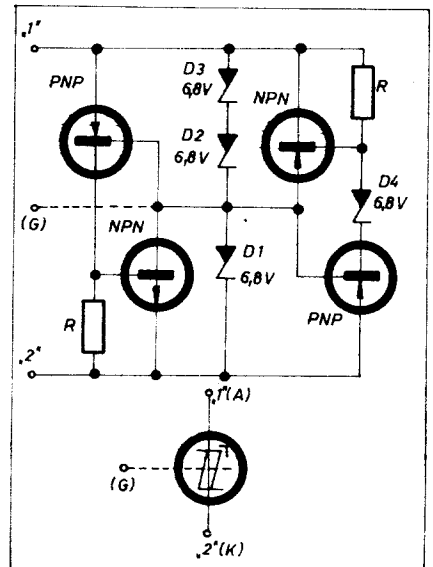 „1"
PNP
D3
6,8V
NPN
R
D2
6,8V
D4
6,8V
(G)
NPN
D1
6,8V
R
PNP
„2"
„1"(A)
(G)
„2"(K)